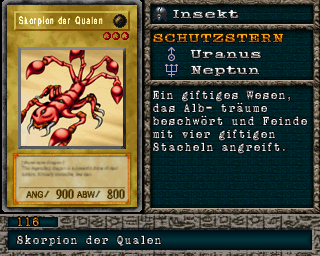 Skorpion der Qualen
ANG/ 900 ABW/ 800
Insekt
SCHUTZSTERN
Uranus
Neptun
Ein giftiges Wesen,
das Alb- träume
beschwört und Feinde
mit vier giftigen
Stacheln angreift.
116
Skorpion der Qualen